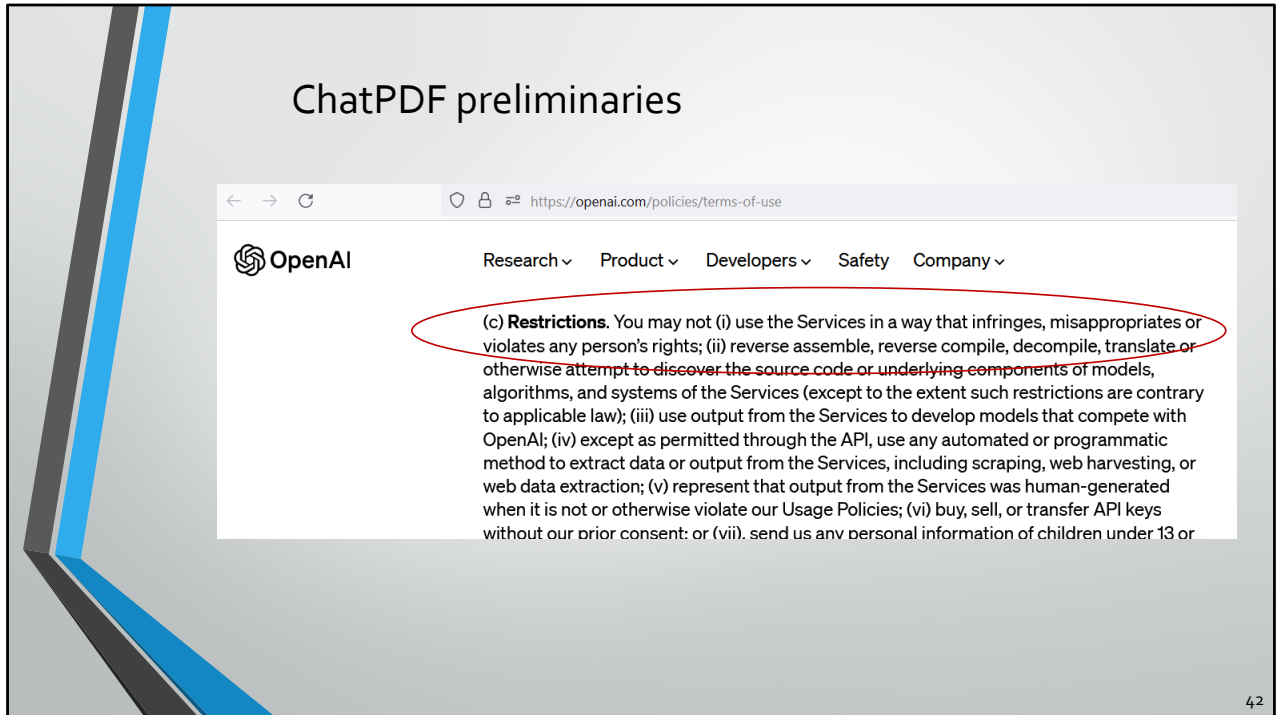 ChatPDF preliminaries
https://openai.com/policies/terms-of-use
OpenAI
Research Product Developers Safety Company
(c) Restrictions. You may not (i) use the Services in a way that infringes, misappropriates or
violates any person's rights; (ii) reverse assemble, reverse compile, decompile, translate or
otherwise attempt to discover the source code or underlying components of models,
algorithms, and systems of the Services (except to the extent such restrictions are contrary
to applicable law); (iii) use output from the Services to develop models that compete with
OpenAI; (iv) except as permitted through the API, use any automated or programmatic
method to extract data or output from the Services, including scraping, web harvesting, or
web data extraction; (v) represent that output from the Services was human-generated
when it is not or otherwise violate our Usage Policies; (vi) buy, sell, or transfer API keys
without our prior consent; or (vii), send us any personal information of children under 13 or
42